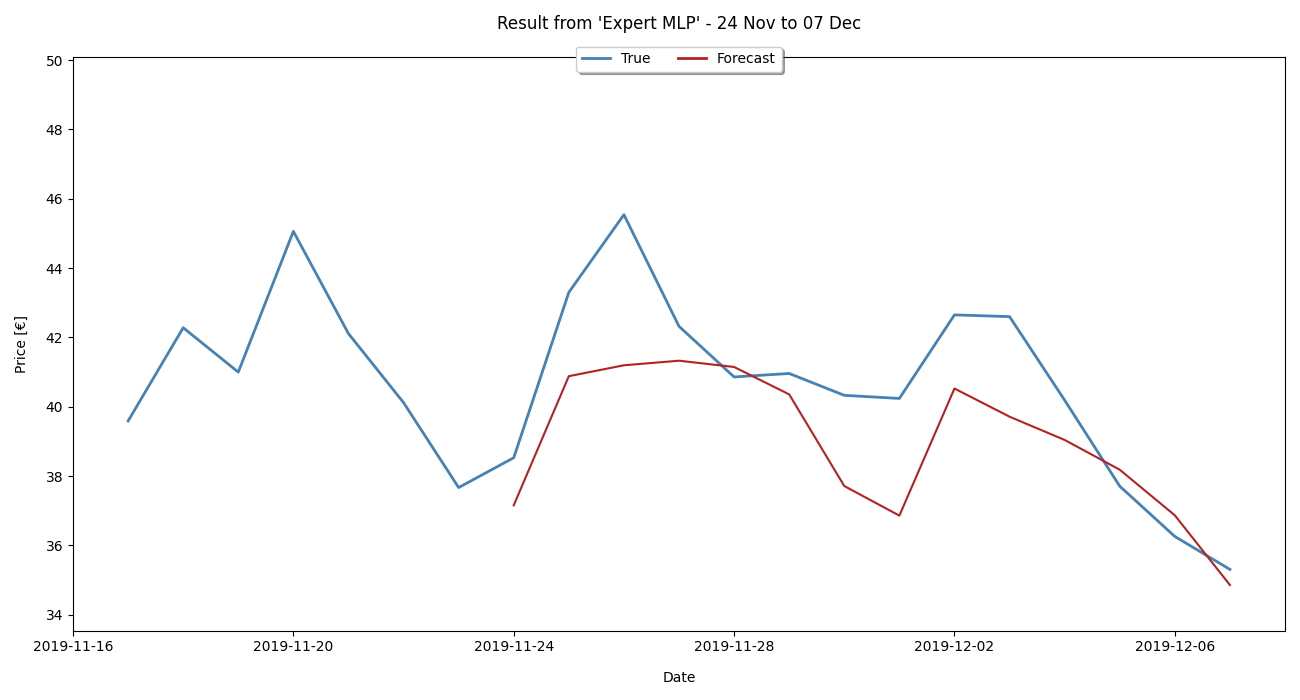 Result from 'Expert MLP' - 24 Nov to 07 Dec
True Forecast
50
48
46
44
42
40
38
36
34
Price [€]
2019-11-16 2019-11-20 2019-11-24 2019-11-28 2019-12-02 2019-12-06
Date